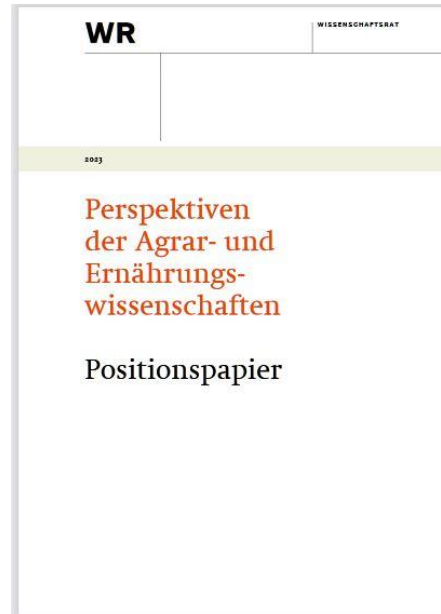 WR
WISSENSCHAFTSRAT
2023
Perspektiven
der Agrar- und
Ernährungs-
wissenschaften
Positionspapier